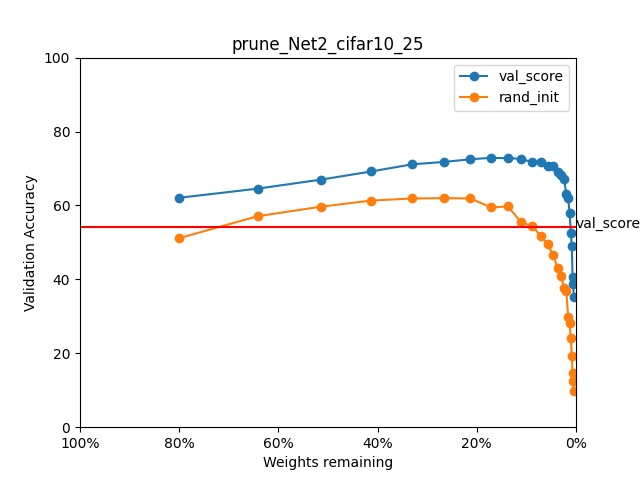 prune_Net2_cifar10_25
val_score
rand_init
Validation Accuracy
100
80
60
40
20
0
val_score
100%
80%
60%
40%
20%
0%
Weights remaining